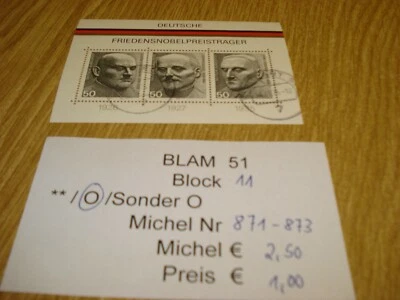 DEUTSCHE
FRIEDENSNOBELPREISTRÄGER
50 50 50
1926 1927
BLAM 51
Block 11
** / O /Sonder O
Michel Nr 871-873
Michel € 2,50
Preis € 1,00